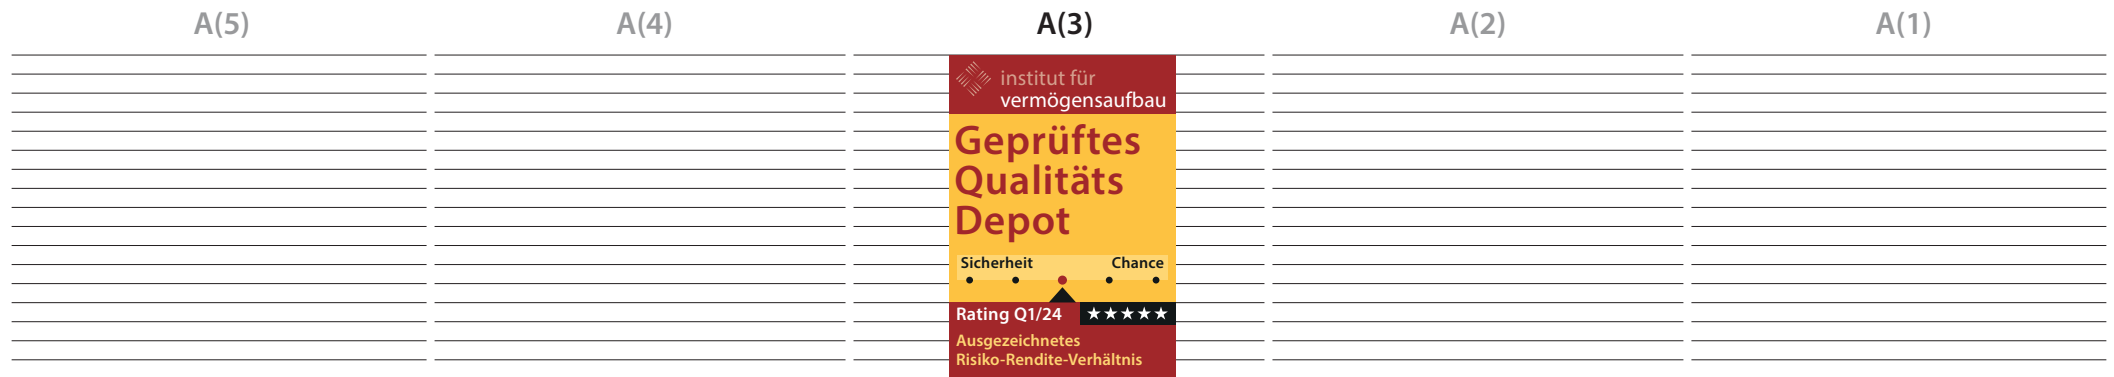 A(5) A(4) A(3) A(2) A(1)
institut für
vermögensaufbau
Geprüftes
Qualitäts
Depot
Sicherheit Chance
Rating Q1/24 ★★★★★
Ausgezeichnetes
Risiko-Rendite-Verhältnis